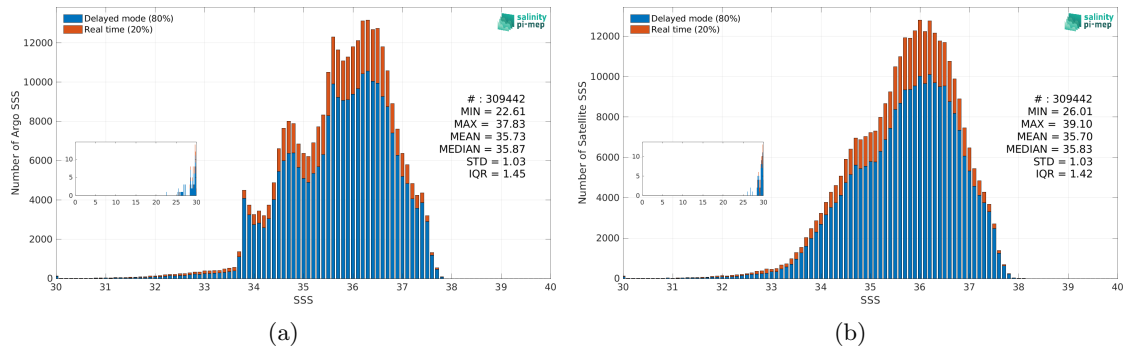 Delayed mode (80%)
Real time (20%)
salinity
pi-mep
12000
10000
8000
6000
4000
2000
0
Number of Argo SSS
# : 309442
MIN = 22.61
MAX = 37.83
MEAN = 35.73
MEDIAN = 35.87
STD = 1.03
IQR = 1.45
10
5
0
0 5 10 15 20 25 30
30 31 32 33 34 35 36 37 38 39 40
SSS
(a)
Delayed mode (80%)
Real time (20%)
salinity
pi-mep
12000
10000
8000
6000
4000
2000
0
Number of Satellite SSS
# : 309442
MIN = 26.01
MAX = 39.10
MEAN = 35.70
MEDIAN = 35.83
STD = 1.03
IQR = 1.42
10
5
0
0 5 10 15 20 25 30
30 31 32 33 34 35 36 37 38 39 40
SSS
(b)